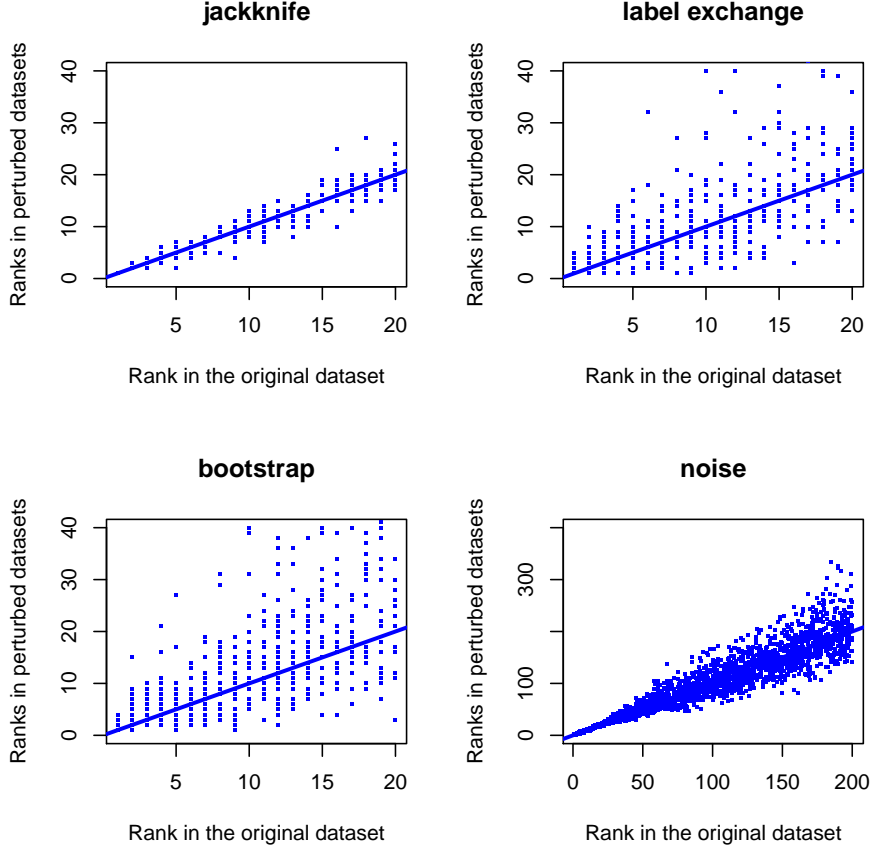 jackknife
Ranks in perturbed datasets
0 10 20 30 40
5 10 15 20
Rank in the original dataset
label exchange
Ranks in perturbed datasets
0 10 20 30 40
5 10 15 20
Rank in the original dataset
bootstrap
Ranks in perturbed datasets
0 10 20 30 40
5 10 15 20
Rank in the original dataset
noise
Ranks in perturbed datasets
0 100 300
0 50 100 150 200
Rank in the original dataset